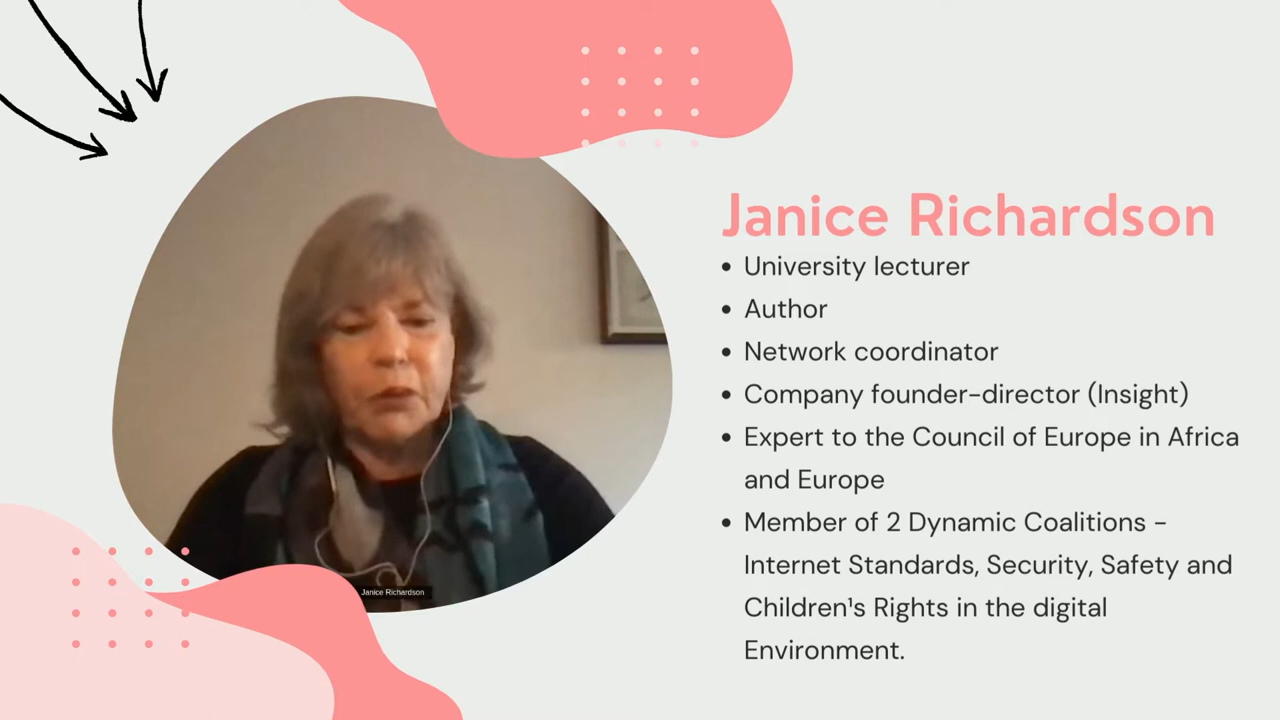 Janice Richardson
University lecturer
Author
Network coordinator
Company founder-director (Insight)
Expert to the Council of Europe in Africa
and Europe
Member of 2 Dynamic Coalitions -
Internet Standards, Security, Safety and
Children's Rights in the digital
Environment.
Janice Richardson